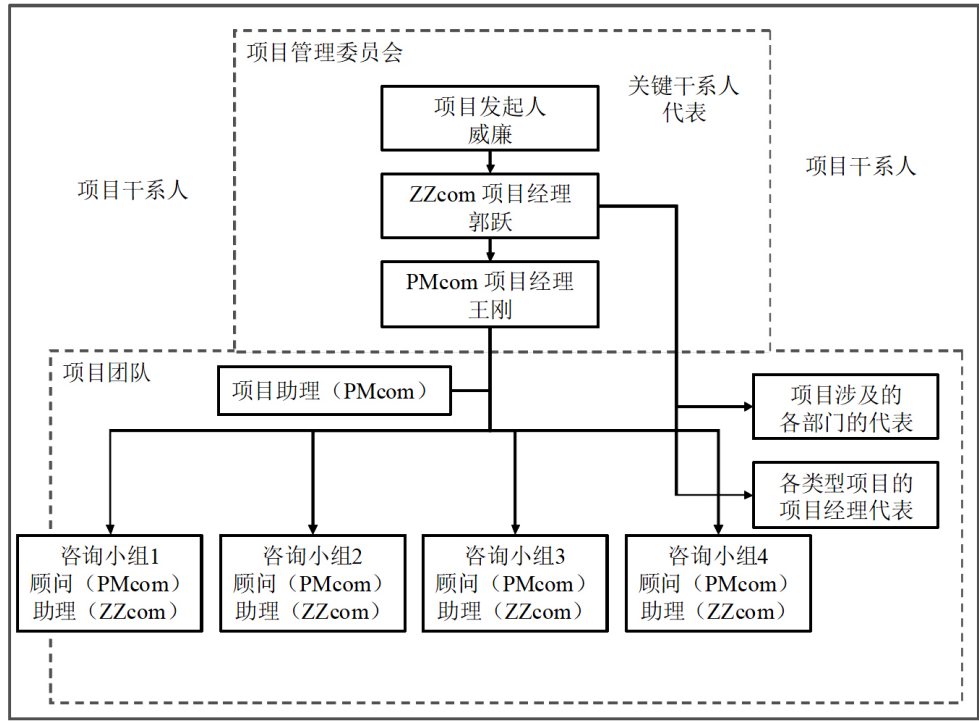 项目管理委员会
关键干系人
代表
项目发起人
威廉
项目干系人
项目干系人
ZZcom 项目经理
郭跃
PMcom 项目经理
王刚
项目团队
项目助理（PMcom）
项目涉及的
各部门的代表
各类型项目的
项目经理代表
咨询小组1
顾问（PMcom）
助理（ZZcom）
咨询小组2
顾问（PMcom）
助理（ZZcom）
咨询小组3
顾问（PMcom）
助理（ZZcom）
咨询小组4
顾问（PMcom）
助理（ZZcom）